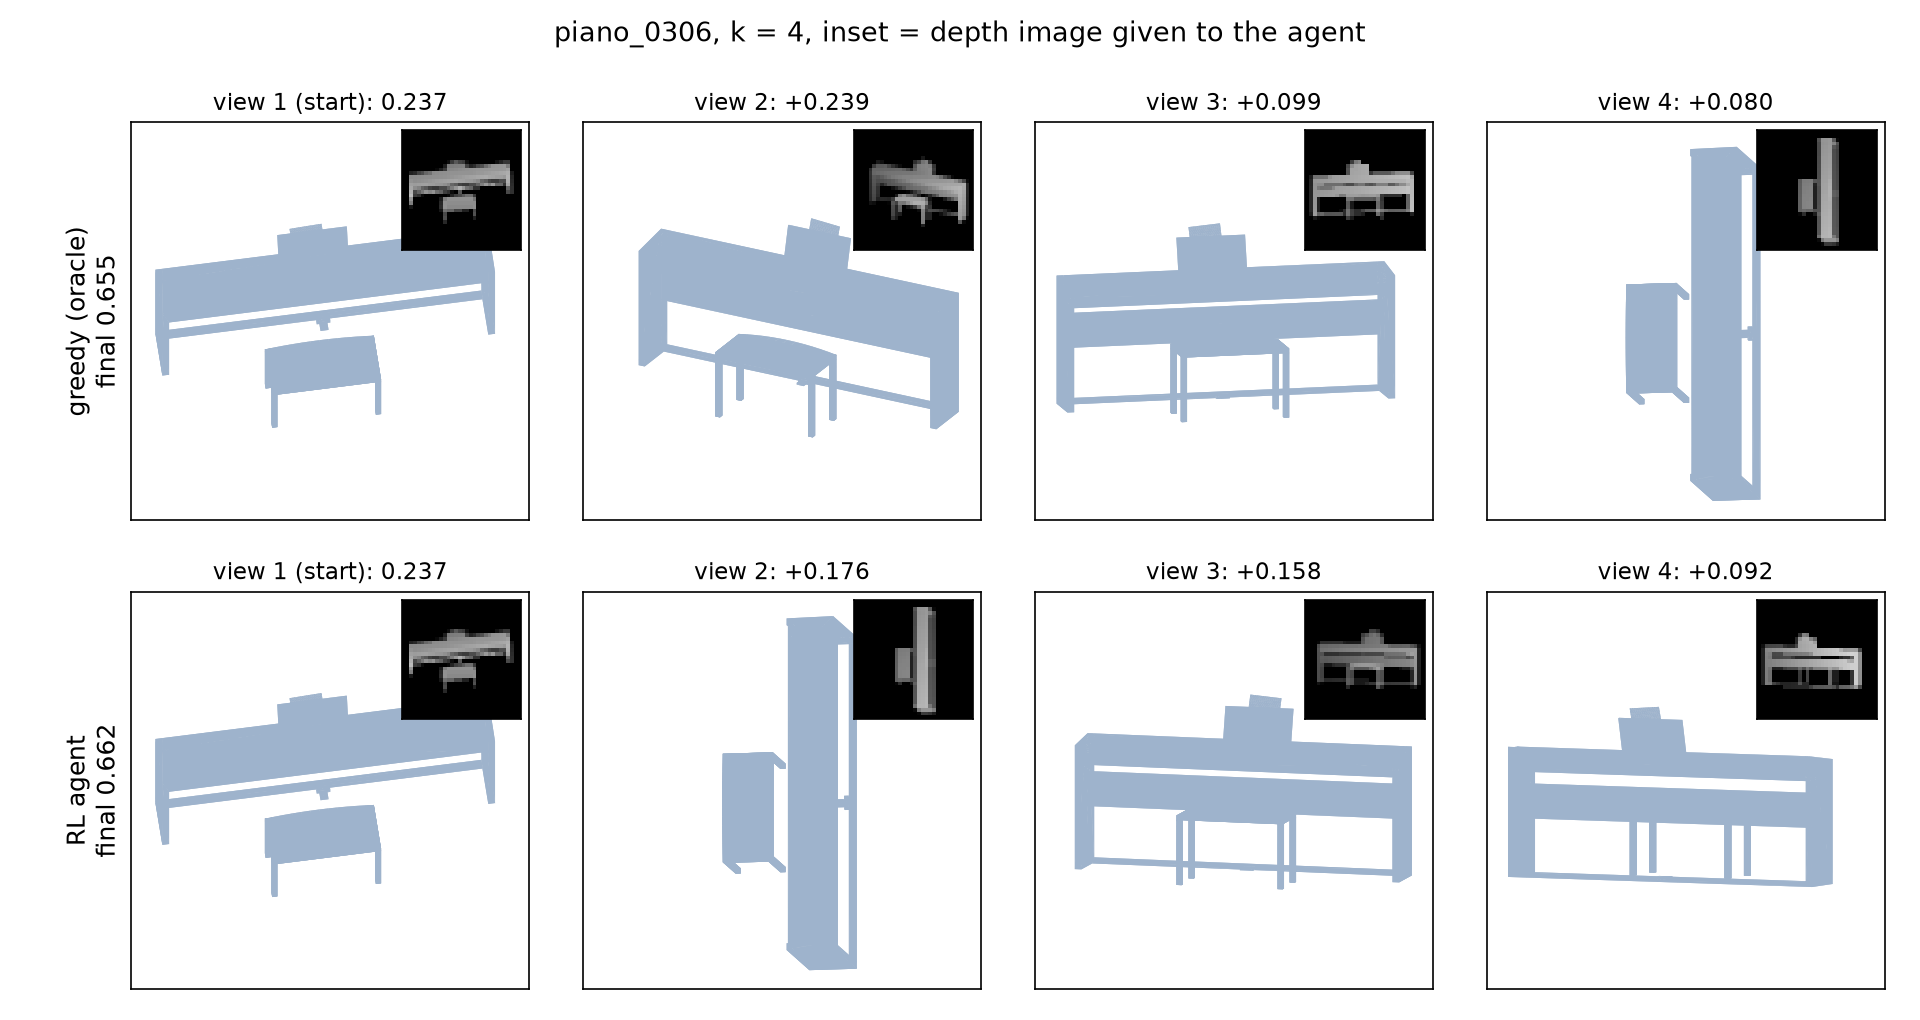 piano_0306, k = 4, inset = depth image given to the agent
greedy (oracle)
final 0.655
view 1 (start): 0.237
view 2: +0.239
view 3: +0.099
view 4: +0.080
RL agent
final 0.662
view 1 (start): 0.237
view 2: +0.176
view 3: +0.158
view 4: +0.092